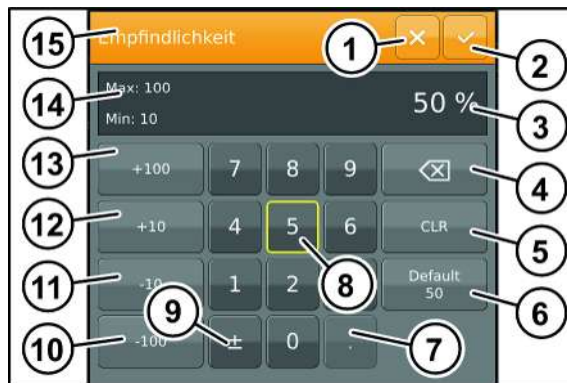 15 Empfindlichkeit 1 2
14 Max: 100 50 % 3
Min: 10
13 +100 7 8 9 4
12 +10 4 5 6 CLR 5
11 -10 1 2 8 Default 50 6
10 -100 9 ± 0 . 7